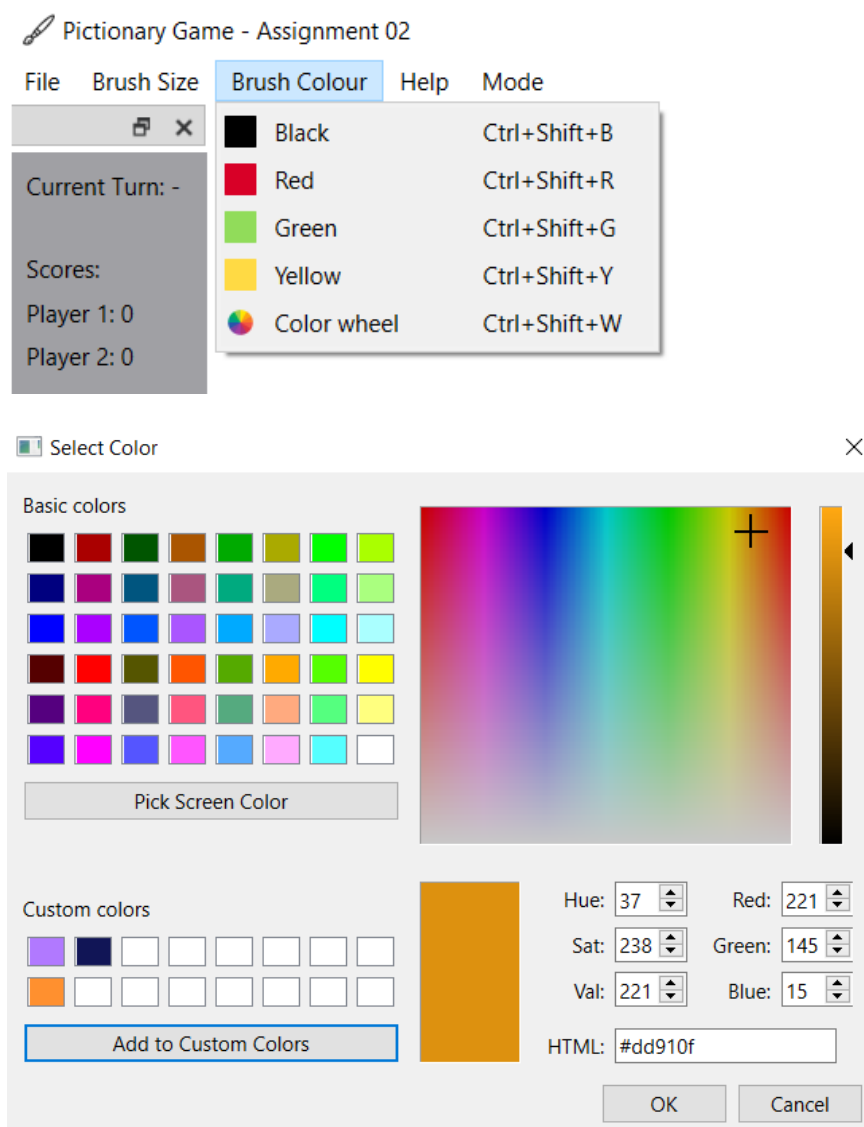 Pictionary Game - Assignment 02
File Brush Size Brush Colour Help Mode
Black Ctrl+Shift+B
Current Turn: - Red Ctrl+Shift+R
Green Ctrl+Shift+G
Scores: Yellow Ctrl+Shift+Y
Player 1: 0 Color wheel Ctrl+Shift+W
Player 2: 0
Select Color
Basic colors
Pick Screen Color
Custom colors
Add to Custom Colors
Hue: 37 Red: 221
Sat: 238 Green: 145
Val: 221 Blue: 15
HTML: #dd910f
OK Cancel